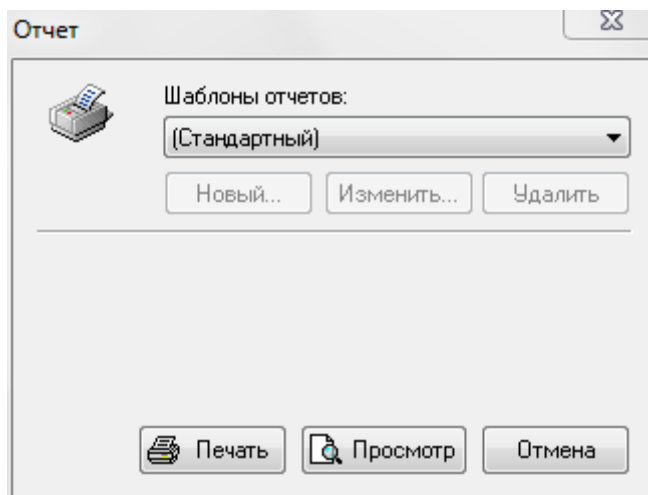 Отчет
Шаблоны отчетов:
(Стандартный)
Новый... Изменить... Удалить
Печать Просмотр Отмена